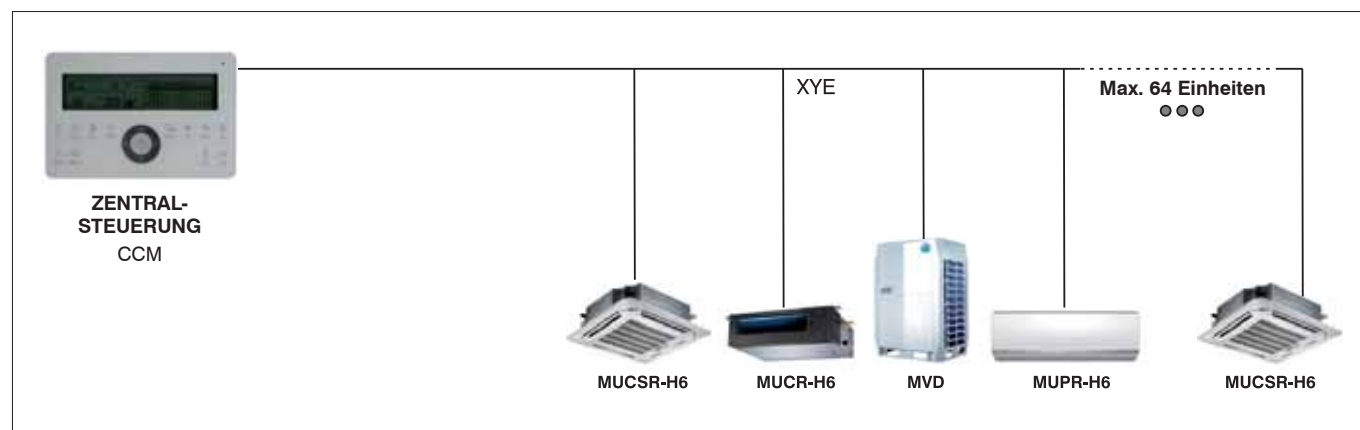 ZENTRAL-
STEUERUNG
CCM
XYE
Max. 64 Einheiten
MUCSR-H6
MUCR-H6
MVD
MUPR-H6
MUCSR-H6